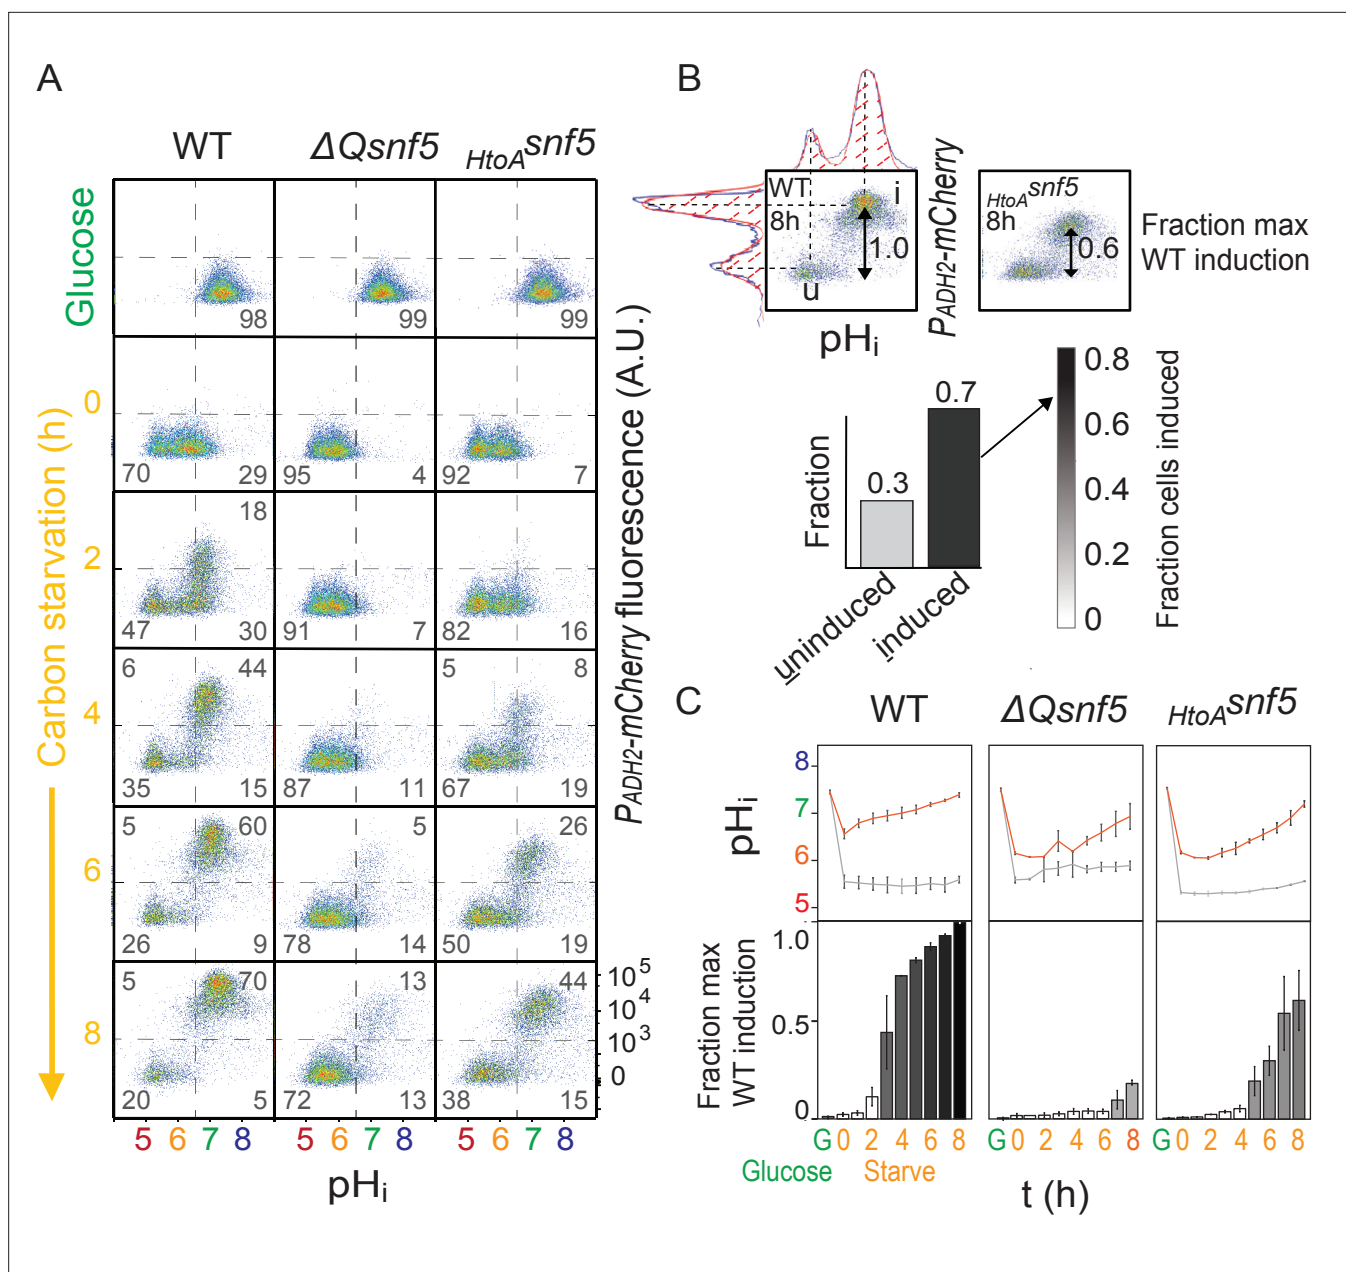 A
WT
ΔQsnf5
HtoAsnf5
Glucose
98
99
99
Carbon starvation (h)
0
70
29
95
4
92
7
2
18
47
30
91
7
82
16
4
6
44
5
8
35
15
87
11
67
19
6
5
60
5
26
26
9
78
14
50
19
8
5
70
13
44
20
5
72
13
38
15
10⁵
10⁴
10³
0
PADH2-mCherry fluorescence (A.U.)
5 6 7 8
5 6 7 8
5 6 7 8
pHi
B
WT
8h
i
1.0
u
pHi
PADH2-mCherry
HtoAsnf5
8h
0.6
Fraction max
WT induction
Fraction
0.3
0.7
uninduced
induced
0.8
0.6
0.4
0.2
0
Fraction cells induced
C
WT
ΔQsnf5
HtoAsnf5
pHi
8
7
6
5
Fraction max
WT induction
1.0
0.5
0
G 0 2 4 6 8
G 0 2 4 6 8
G 0 2 4 6 8
Glucose
Starve
t (h)